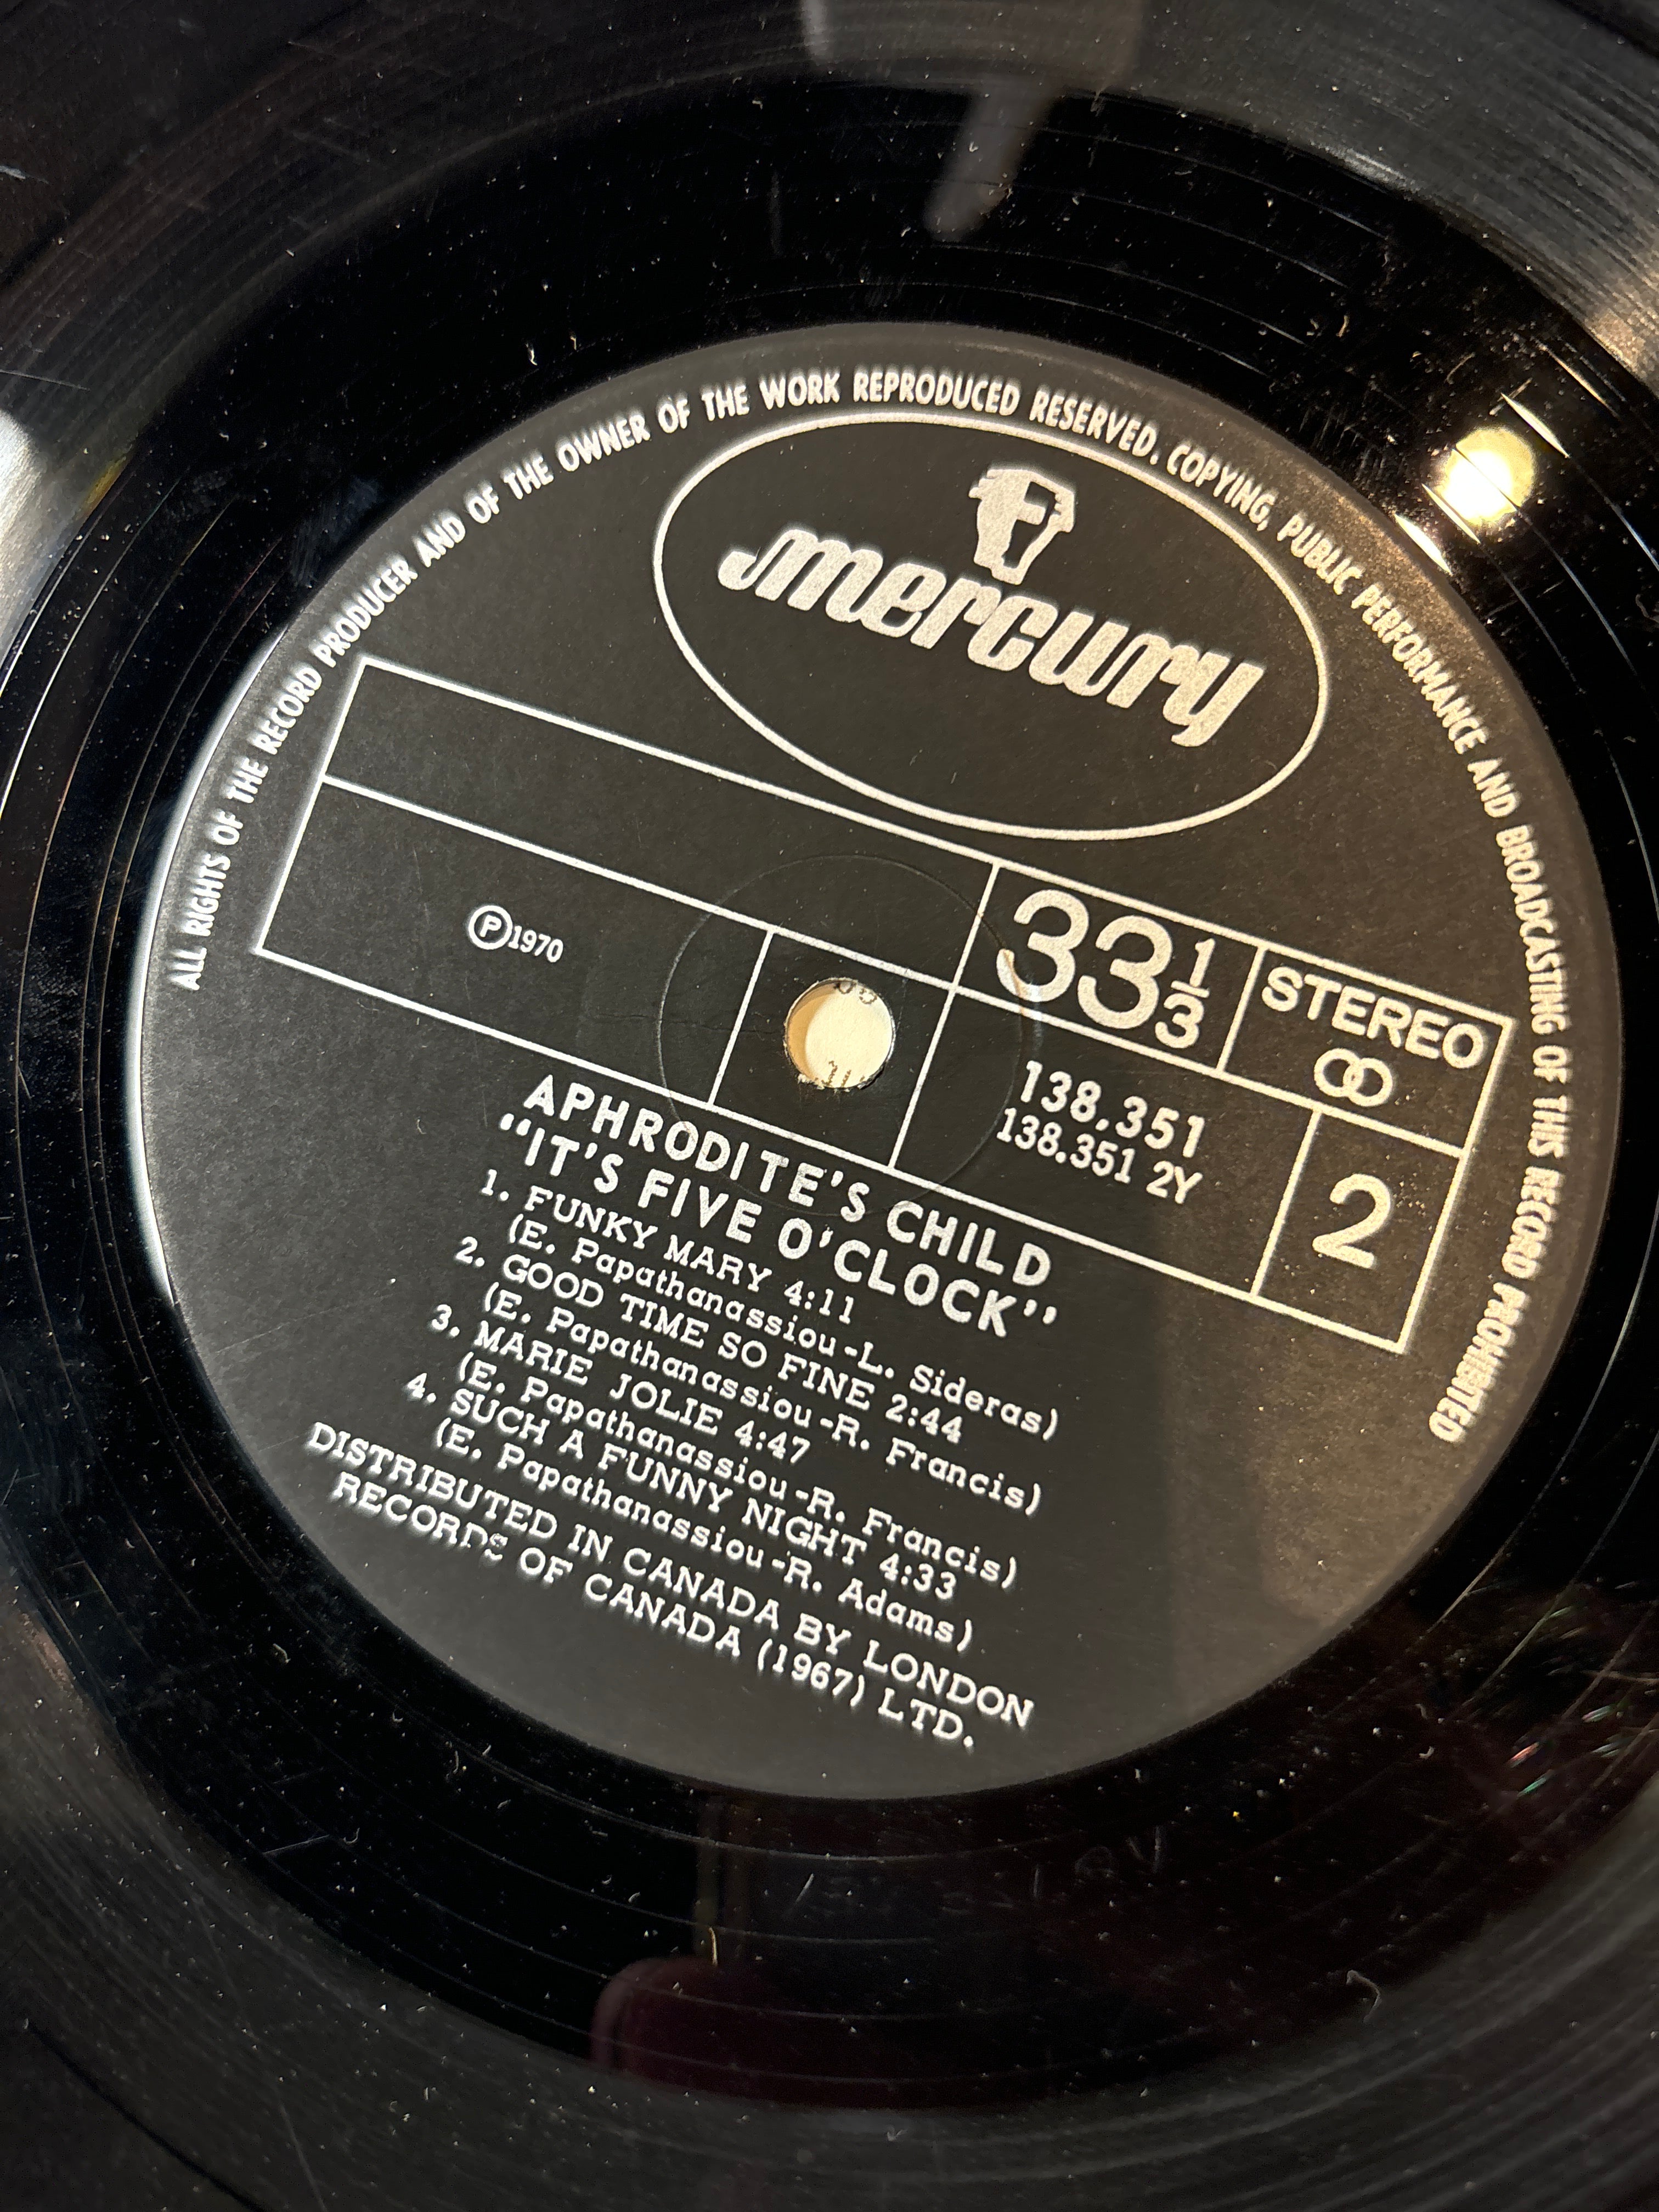 ALL RIGHTS OF THE RECORD PRODUCER AND OF THE OWNER OF THE WORK REPRODUCED RESERVED. COPYING, PUBLIC PERFORMANCE AND BROADCASTING OF THIS RECORD PROHIBITED
mercury
33 1/3
STEREO
℗1970
138.351
138.351 2Y
2
APHRODITE'S CHILD
"IT'S FIVE O'CLOCK"
1. FUNKY MARY 4:11
(E. Papathanassiou-L. Sideras)
2. GOOD TIME SO FINE 2:44
(E. Papathanassiou-R. Francis)
3. MARIE JOLIE 4:47
(E. Papathanassiou-R. Francis)
4. SUCH A FUNNY NIGHT 4:33
(E. Papathanassiou-R. Adams)
DISTRIBUTED IN CANADA BY LONDON
RECORDS OF CANADA (1967) LTD.